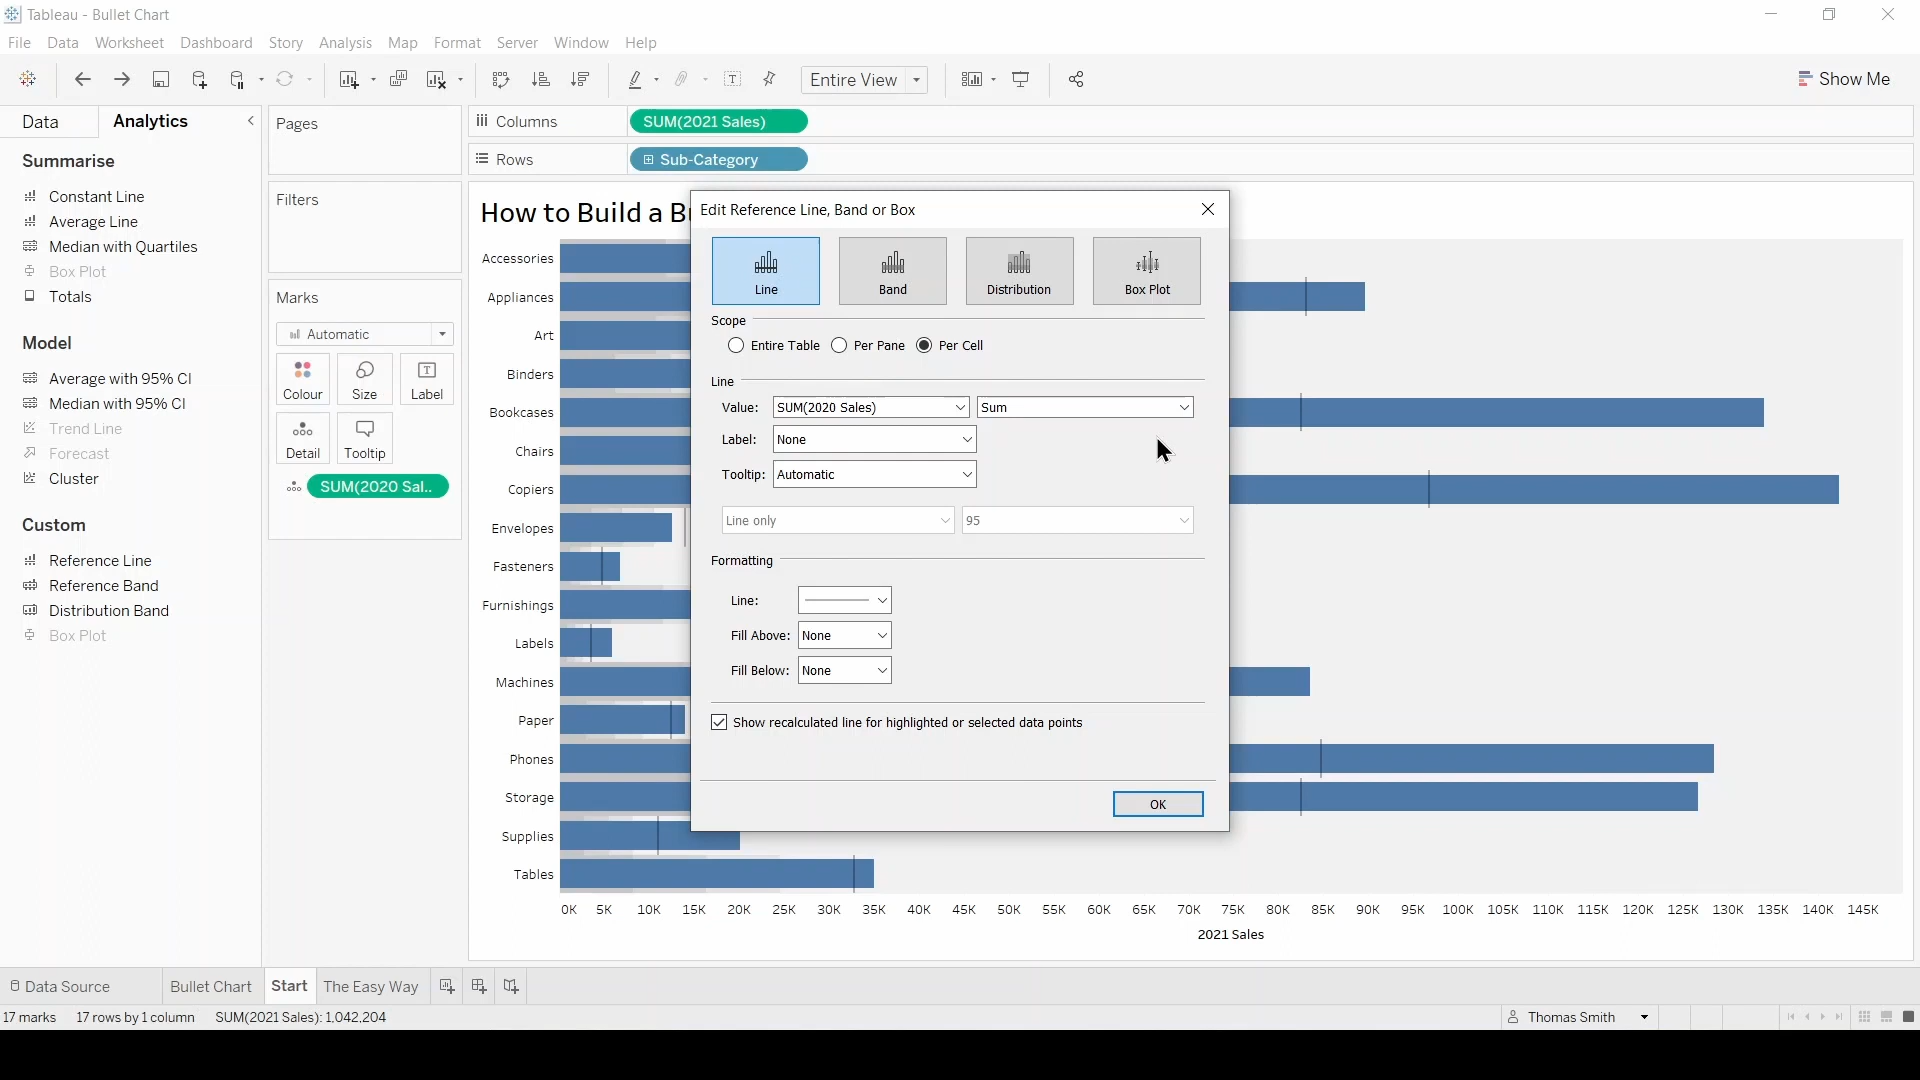 Tableau - Bullet Chart
File Data Worksheet Dashboard Story Analysis Map Format Server Window Help
Entire View
Show Me
Data Analytics
Summarise
Constant Line
Average Line
Median with Quartiles
Box Plot
Totals
Model
Average with 95% CI
Median with 95% CI
Trend Line
Forecast
Cluster
Custom
Reference Line
Reference Band
Distribution Band
Box Plot
Pages
Filters
Marks
Automatic
Colour Size Label
Detail Tooltip
SUM(2020 Sal..
Columns SUM(2021 Sales)
Rows Sub-Category
How to Build a B
Accessories
Appliances
Art
Binders
Bookcases
Chairs
Copiers
Envelopes
Fasteners
Furnishings
Labels
Machines
Paper
Phones
Storage
Supplies
Tables
0K 5K 10K 15K 20K 25K 30K 35K 40K 45K 50K 55K 60K 65K 70K 75K 80K 85K 90K 95K 100K 105K 110K 115K 120K 125K 130K 135K 140K 145K
2021 Sales
Edit Reference Line, Band or Box
Line Band Distribution Box Plot
Scope
Entire Table Per Pane Per Cell
Line
Value: SUM(2020 Sales) Sum
Label: None
Tooltip: Automatic
Line only 95
Formatting
Line:
Fill Above: None
Fill Below: None
Show recalculated line for highlighted or selected data points
OK
Data Source Bullet Chart Start The Easy Way
17 marks 17 rows by 1 column SUM(2021 Sales): 1,042,204
Thomas Smith